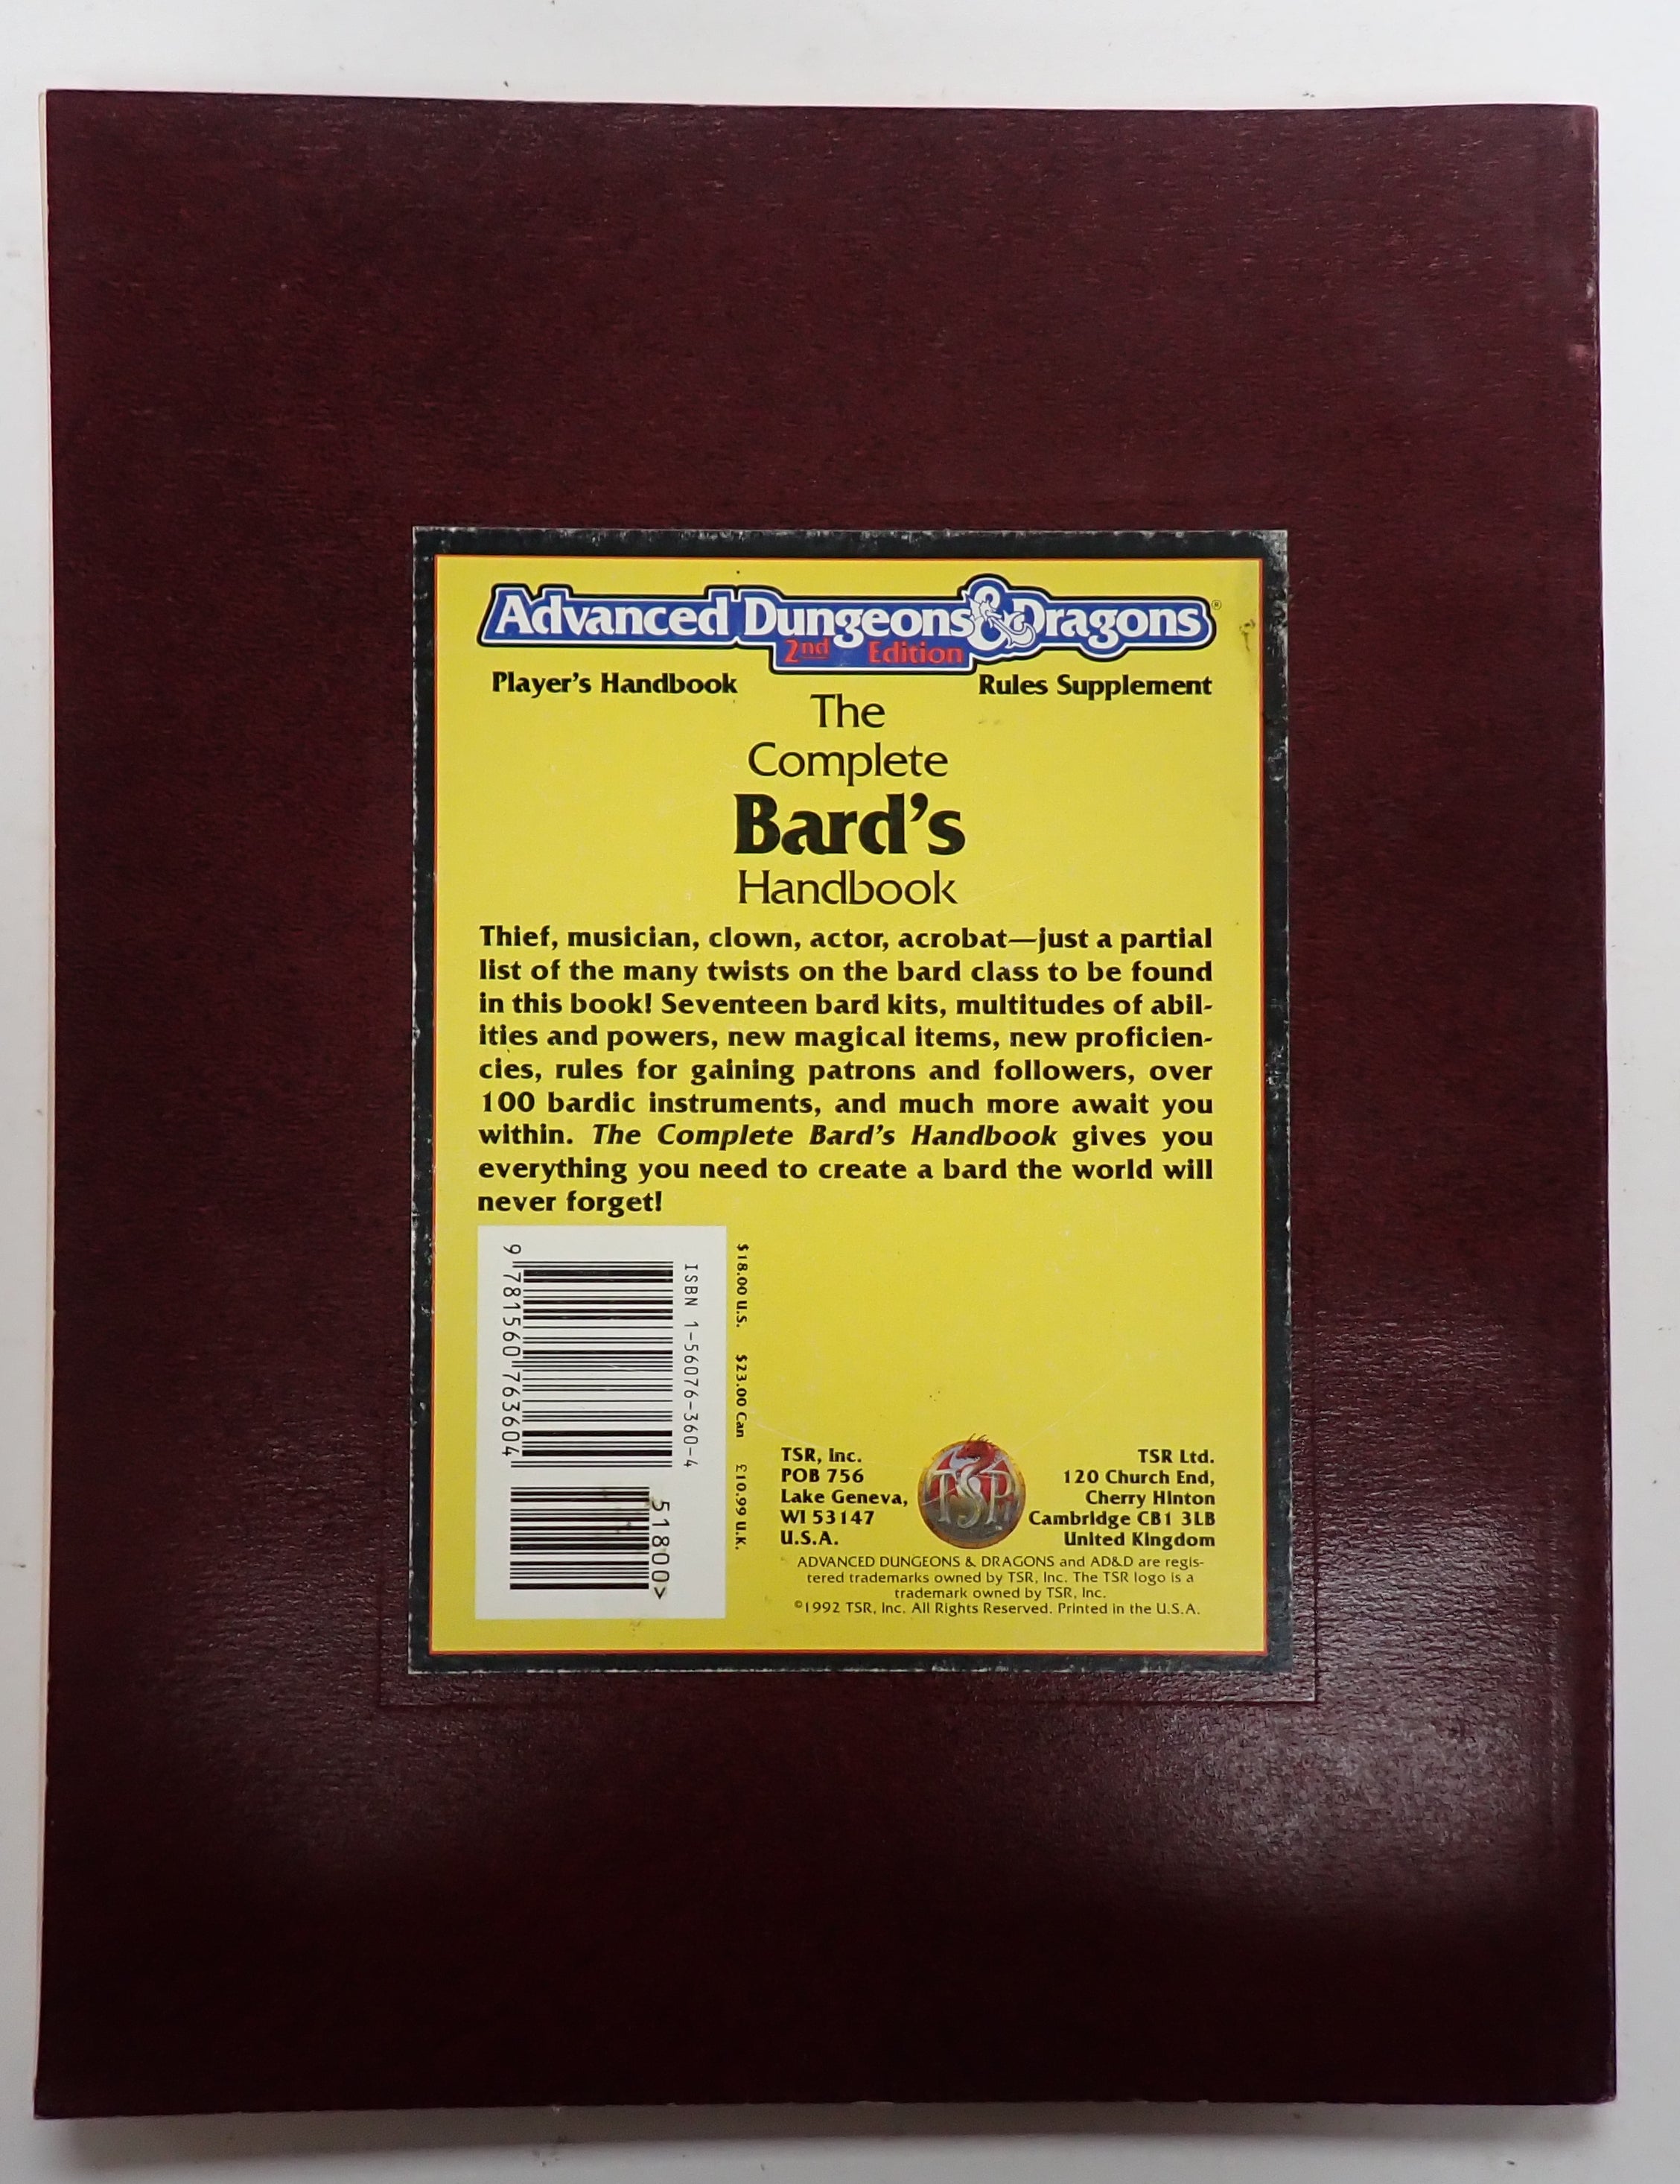 Advanced Dungeons & Dragons®
2nd Edition
Player's Handbook
Rules Supplement
The
Complete
Bard's
Handbook
Thief, musician, clown, actor, acrobat—just a partial
list of the many twists on the bard class to be found
in this book! Seventeen bard kits, multitudes of abil-
ities and powers, new magical items, new proficien-
cies, rules for gaining patrons and followers, over
100 bardic instruments, and much more await you
within. The Complete Bard's Handbook gives you
everything you need to create a bard the world will
never forget!
ISBN 1-56076-360-4
9 781560 763604
51800>
$18.00 U.S. $23.00 Can £10.99 U.K.
TSR, Inc.
POB 756
Lake Geneva,
WI 53147
U.S.A.
TSR
TSR Ltd.
120 Church End,
Cherry Hinton
Cambridge CB1 3LB
United Kingdom
ADVANCED DUNGEONS & DRAGONS and AD&D are regis-
tered trademarks owned by TSR, Inc. The TSR logo is a
trademark owned by TSR, Inc.
©1992 TSR, Inc. All Rights Reserved. Printed in the U.S.A.